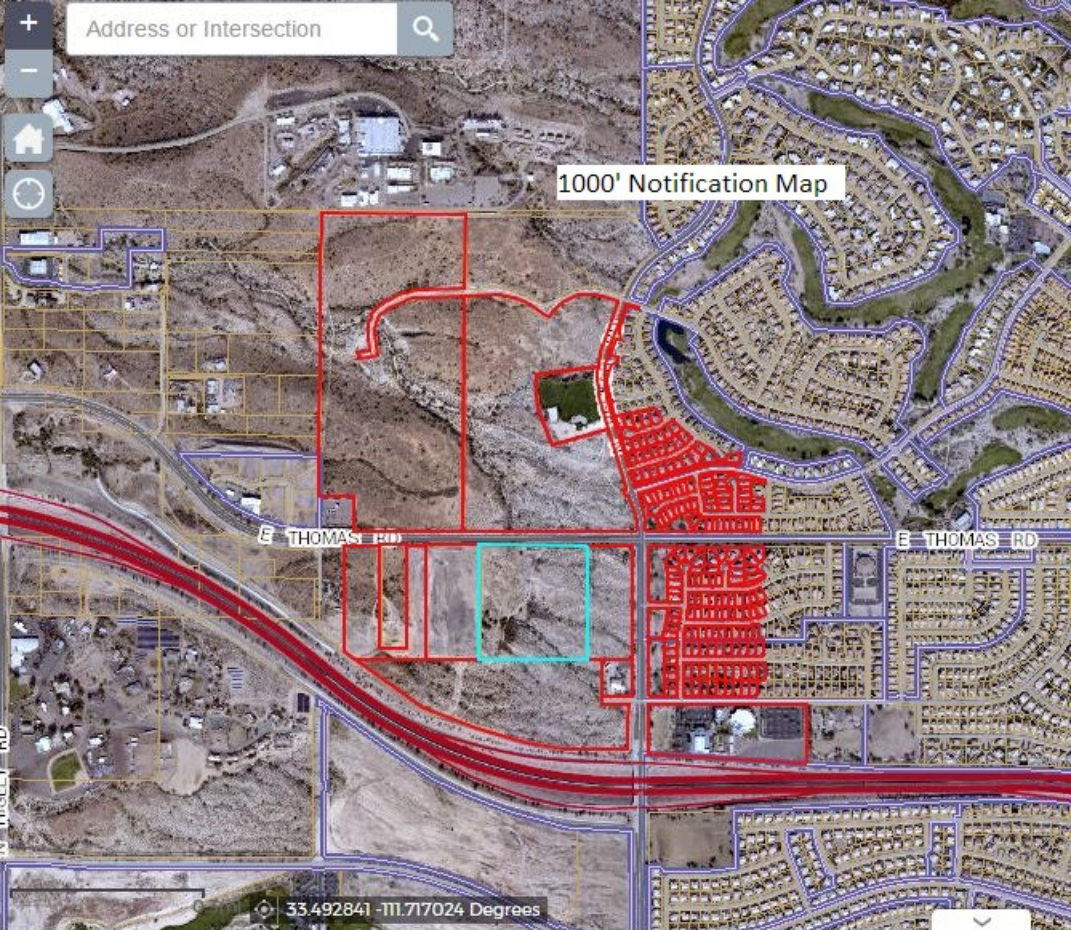 +
Address or Intersection
−
1000' Notification Map
E THOMAS RD
E THOMAS RD
33.492841 -111.717024 Degrees